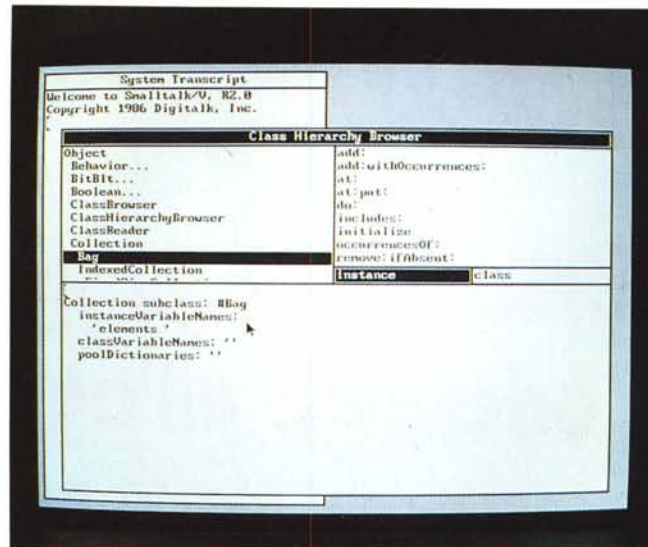 System Transcript
Welcome to Smalltalk/V, R2.0
Copyright 1986 Digitalk, Inc.
Class Hierarchy Browser
Object
Behavior...
BitBlt...
Boolean...
ClassBrowser
ClassHierarchyBrowser
ClassReader
Collection
Bag
IndexedCollection
add:
add:withOccurrences:
at:
at:put:
do:
includes:
initialize
occurrencesOf:
remove:ifAbsent:
instance
class
Collection subclass: #Bag
instanceVariableNames:
'elements '
classVariableNames: ''
poolDictionaries: ''